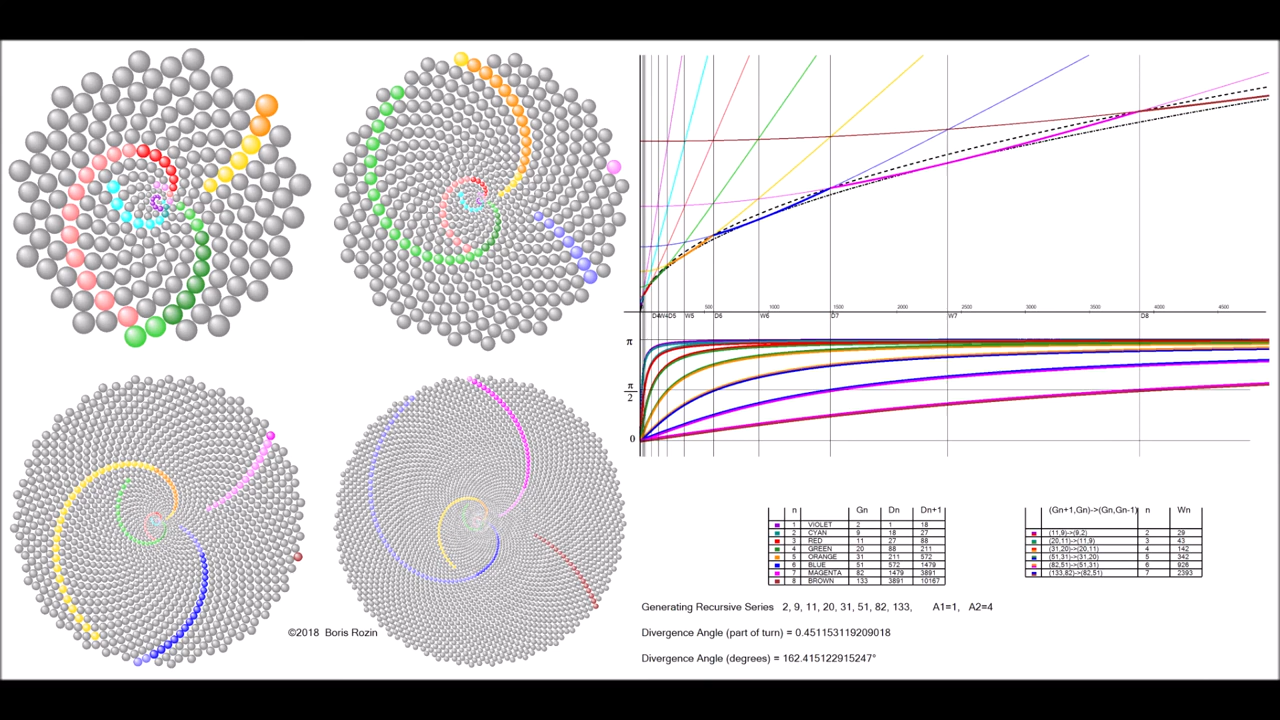 500 1000 1500 2000 2500 3000 3500 4000 4500
D4 W4 D5 W5 D6 W6 D7 W7 D8
π
π
2
0
n Gn Dn Dn+1
1 VIOLET 2 1 18
2 CYAN 9 18 27
3 RED 11 27 88
4 GREEN 20 88 211
5 ORANGE 31 211 572
6 BLUE 51 572 1479
7 MAGENTA 82 1479 3891
8 BROWN 133 3891 10167
(Gn+1,Gn)->(Gn,Gn-1) n Wn
(11,9)->(9,2) 2 29
(20,11)->(11,9) 3 43
(31,20)->(20,11) 4 142
(51,31)->(31,20) 5 342
(82,51)->(51,31) 6 926
(133,82)->(82,51) 7 2393
Generating Recursive Series 2, 9, 11, 20, 31, 51, 82, 133, A1=1, A2=4
©2018 Boris Rozin
Divergence Angle (part of turn) = 0.451153119209018
Divergence Angle (degrees) = 162.415122915247°